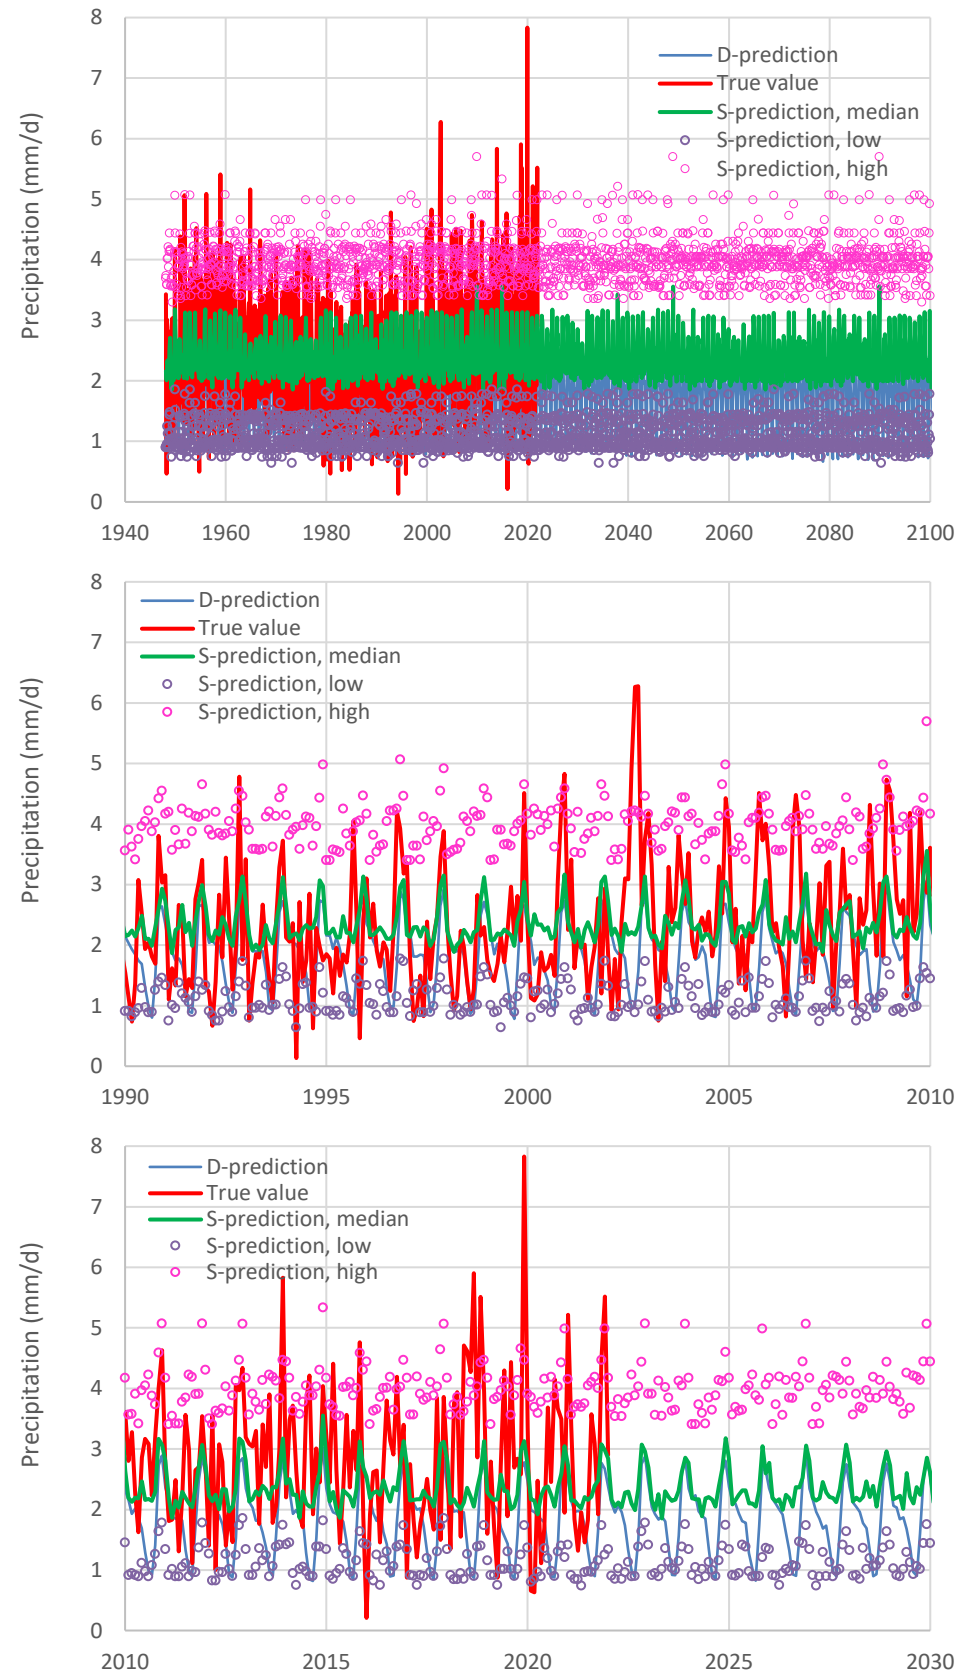 8
7
6
5
4
3
2
1
0
Precipitation (mm/d)
D-prediction
True value
S-prediction, median
S-prediction, low
S-prediction, high
1940 1960 1980 2000 2020 2040 2060 2080 2100
8
7
6
5
4
3
2
1
0
Precipitation (mm/d)
D-prediction
True value
S-prediction, median
S-prediction, low
S-prediction, high
1990 1995 2000 2005 2010
8
7
6
5
4
3
2
1
0
Precipitation (mm/d)
D-prediction
True value
S-prediction, median
S-prediction, low
S-prediction, high
2010 2015 2020 2025 2030